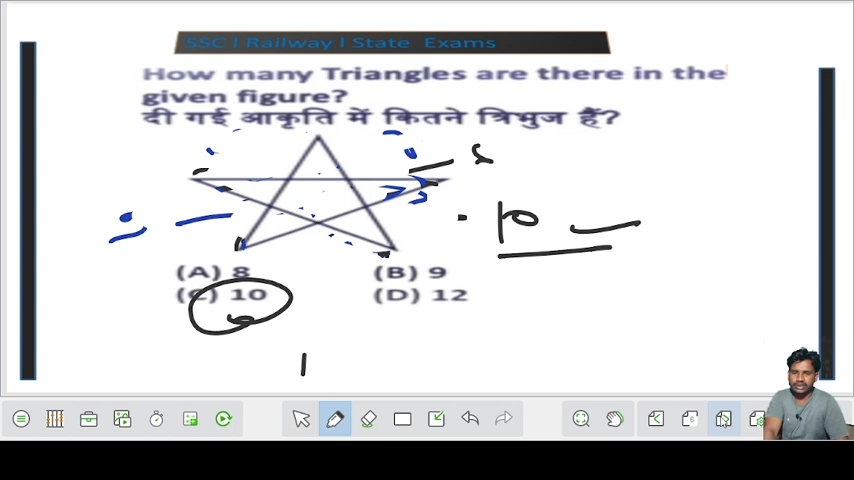 SSC l Railway l State Exams
How many Triangles are there in the
given figure?
दी गई आकृति में कितने त्रिभुज हैं?
10
(A) 8 (B) 9
(C) 10 (D) 12